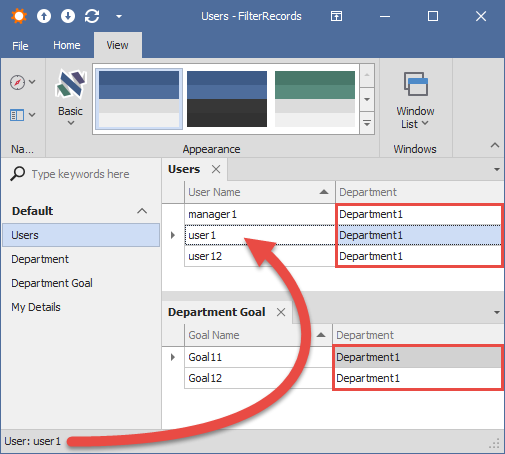 Users - FilterRecords
File Home View
Basic
Window
List
Na...
Appearance
Windows
Type keywords here
Default
Users
Department
Department Goal
My Details
Users
User Name Department
manager1 Department1
user1 Department1
user12 Department1
Department Goal
Goal Name Department
Goal11 Department1
Goal12 Department1
User: user1